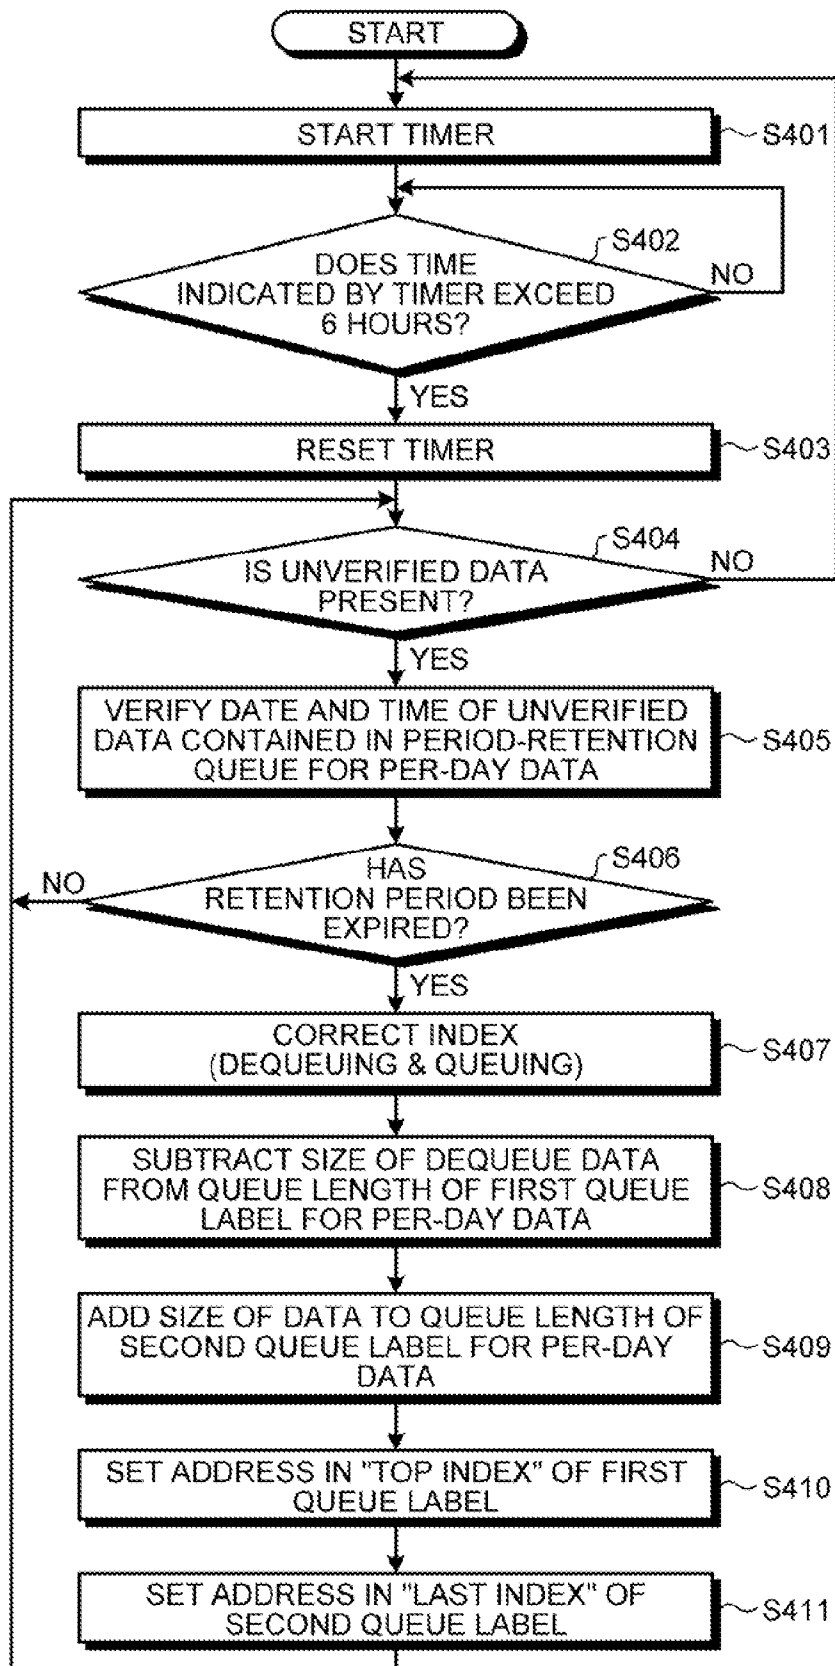 START
START TIMER
S401
S402
DOES TIME
INDICATED BY TIMER EXCEED
6 HOURS?
NO
YES
RESET TIMER
S403
S404
IS UNVERIFIED DATA
PRESENT?
NO
YES
VERIFY DATE AND TIME OF UNVERIFIED
DATA CONTAINED IN PERIOD-RETENTION
QUEUE FOR PER-DAY DATA
S405
S406
HAS
RETENTION PERIOD BEEN
EXPIRED?
NO
YES
CORRECT INDEX
(DEQUEUING & QUEUING)
S407
SUBTRACT SIZE OF DEQUEUE DATA
FROM QUEUE LENGTH OF FIRST QUEUE
LABEL FOR PER-DAY DATA
S408
ADD SIZE OF DATA TO QUEUE LENGTH OF
SECOND QUEUE LABEL FOR PER-DAY
DATA
S409
SET ADDRESS IN "TOP INDEX" OF FIRST
QUEUE LABEL
S410
SET ADDRESS IN "LAST INDEX" OF
SECOND QUEUE LABEL
S411